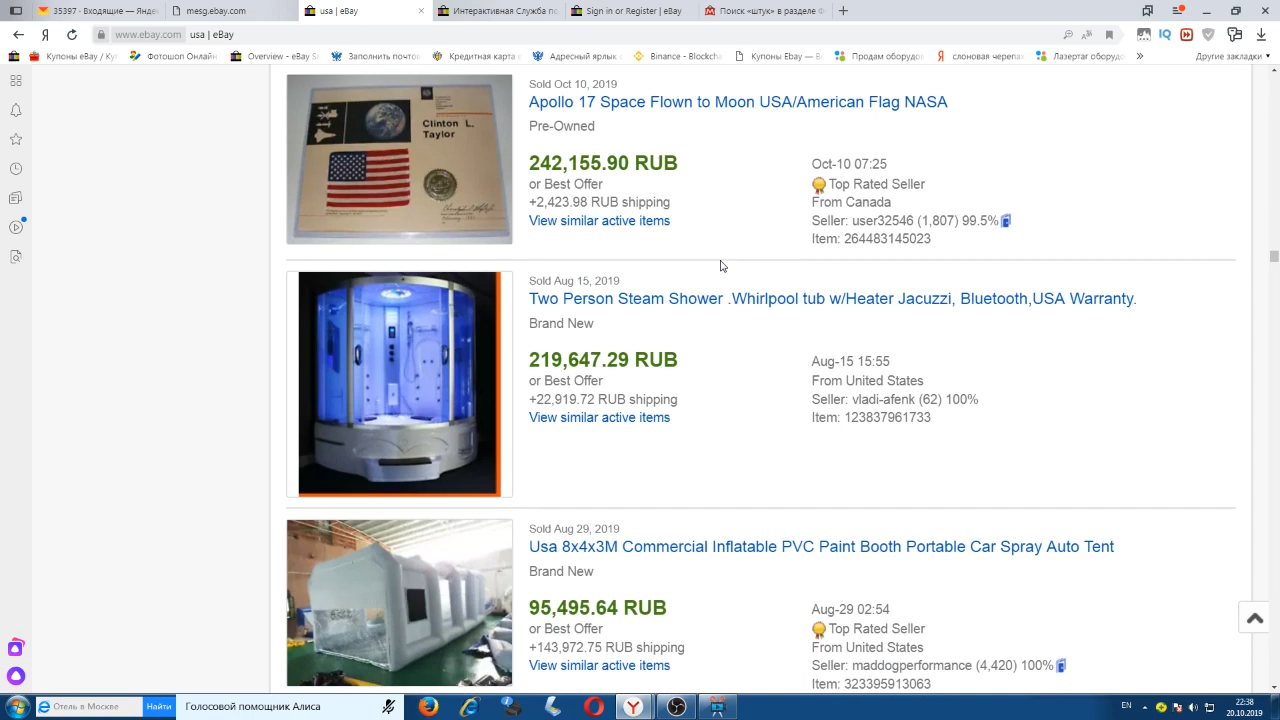 35397 - Входящие — Янде
mesg.ebay.com
usa | eBay
Интерактивная Служба по
Sign in or Register | eBay
Поиск «штук» в разделе Ф
www.ebay.com usa | eBay
Купоны eBay / Куп
Фотошоп Онлайн
Overview - eBay S
Заполнить почтов
Кредитная карта в
Адресный ярлык с
Binance - Blockcha
Купоны Ebay — Ку
Продам оборудов
слоновая черепах
Лазертаг оборудо
Другие закладки
Sold Oct 10, 2019
Apollo 17 Space Flown to Moon USA/American Flag NASA
Pre-Owned
Clinton L.
Taylor
242,155.90 RUB
Oct-10 07:25
or Best Offer
Top Rated Seller
+2,423.98 RUB shipping
From Canada
View similar active items
Seller: user32546 (1,807) 99.5%
Item: 264483145023
Sold Aug 15, 2019
Two Person Steam Shower .Whirlpool tub w/Heater Jacuzzi, Bluetooth,USA Warranty.
Brand New
219,647.29 RUB
Aug-15 15:55
or Best Offer
From United States
+22,919.72 RUB shipping
Seller: vladi-afenk (62) 100%
View similar active items
Item: 123837961733
Sold Aug 29, 2019
Usa 8x4x3M Commercial Inflatable PVC Paint Booth Portable Car Spray Auto Tent
Brand New
95,495.64 RUB
Aug-29 02:54
or Best Offer
Top Rated Seller
+143,972.75 RUB shipping
From United States
View similar active items
Seller: maddogperformance (4,420) 100%
Item: 323395913063
Отель в Москве
Найти
Голосовой помощник Алиса
EN
22:38
20.10.2019